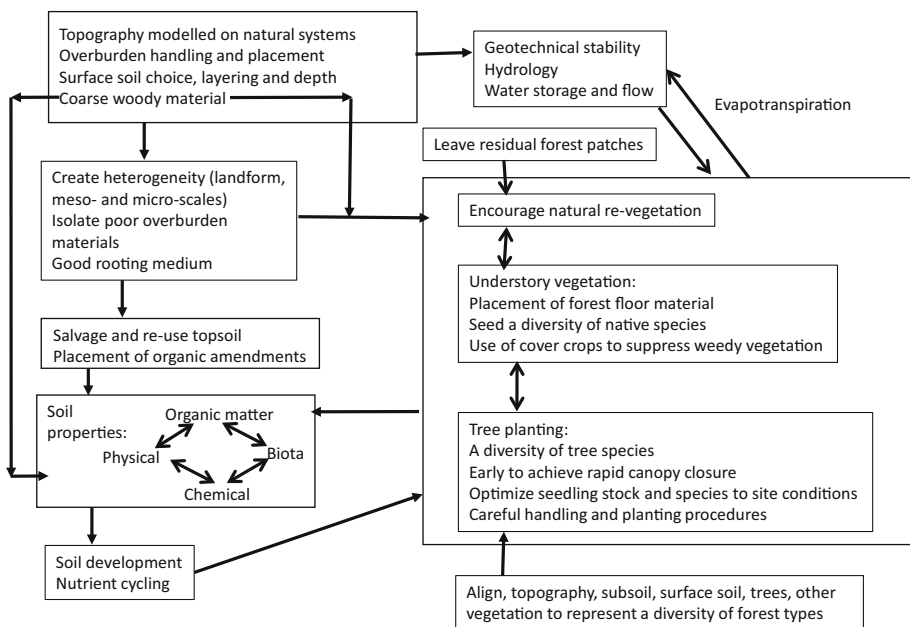 Topography modelled on natural systems
Overburden handling and placement
Surface soil choice, layering and depth
Coarse woody material
Geotechnical stability
Hydrology
Water storage and flow
Evapotranspiration
Leave residual forest patches
Create heterogeneity (landform,
meso- and micro-scales)
Isolate poor overburden
materials
Good rooting medium
Encourage natural re-vegetation
Understory vegetation:
Placement of forest floor material
Seed a diversity of native species
Use of cover crops to suppress weedy vegetation
Salvage and re-use topsoil
Placement of organic amendments
Soil
properties:
Organic matter
Physical
Biota
Chemical
Tree planting:
A diversity of tree species
Early to achieve rapid canopy closure
Optimize seedling stock and species to site conditions
Careful handling and planting procedures
Soil development
Nutrient cycling
Align, topography, subsoil, surface soil, trees, other
vegetation to represent a diversity of forest types